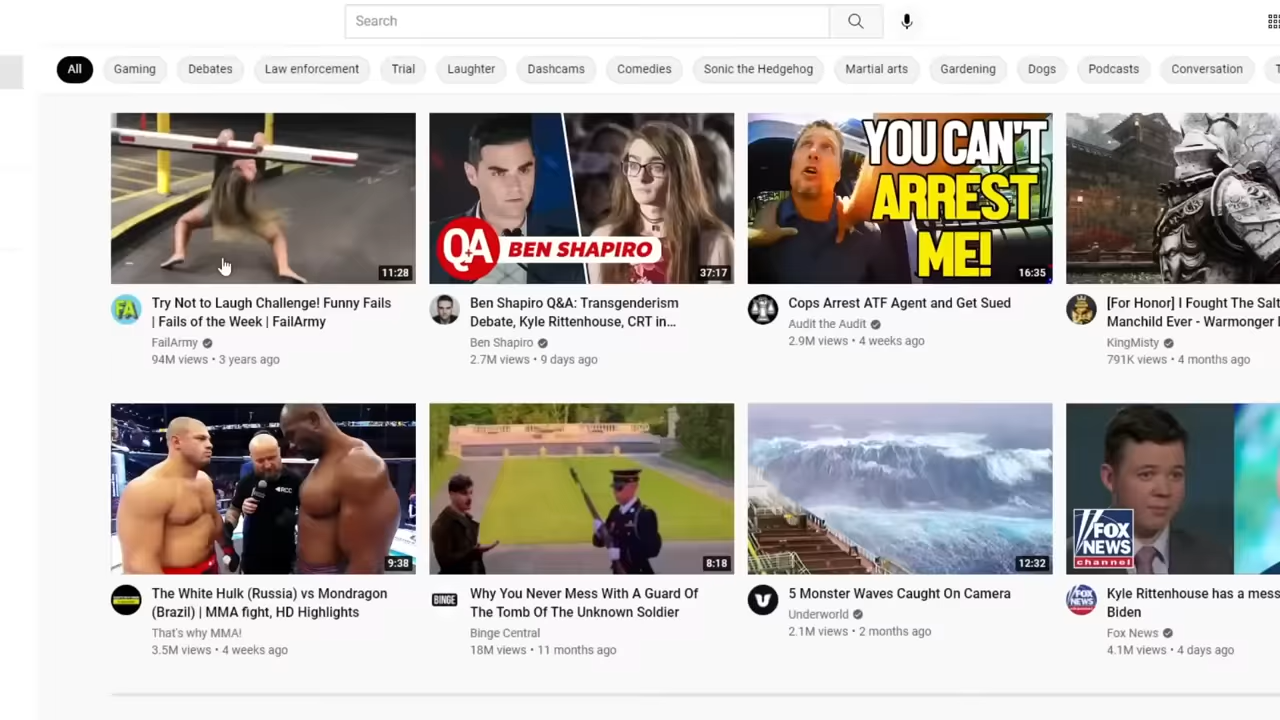 Search
All
Gaming
Debates
Law enforcement
Trial
Laughter
Dashcams
Comedies
Sonic the Hedgehog
Martial arts
Gardening
Dogs
Podcasts
Conversation
11:28
Q&A BEN SHAPIRO
37:17
YOU CAN'T
ARREST
ME!
16:35
FA
Try Not to Laugh Challenge! Funny Fails
| Fails of the Week | FailArmy
FailArmy
94M views • 3 years ago
Ben Shapiro Q&A: Transgenderism
Debate, Kyle Rittenhouse, CRT in...
Ben Shapiro
2.7M views • 9 days ago
Cops Arrest ATF Agent and Get Sued
Audit the Audit
2.9M views • 4 weeks ago
[For Honor] I Fought The Salt
Manchild Ever - Warmonger
KingMisty
791K views • 4 months ago
RCC
9:38
8:18
12:32
FOX
NEWS
channel
The White Hulk (Russia) vs Mondragon
(Brazil) | MMA fight, HD Highlights
That's why MMA!
3.5M views • 4 weeks ago
BINGE
Why You Never Mess With A Guard Of
The Tomb Of The Unknown Soldier
Binge Central
18M views • 11 months ago
5 Monster Waves Caught On Camera
Underworld
2.1M views • 2 months ago
FOX
NEWS
Kyle Rittenhouse has a mess
Biden
Fox News
4.1M views • 4 days ago